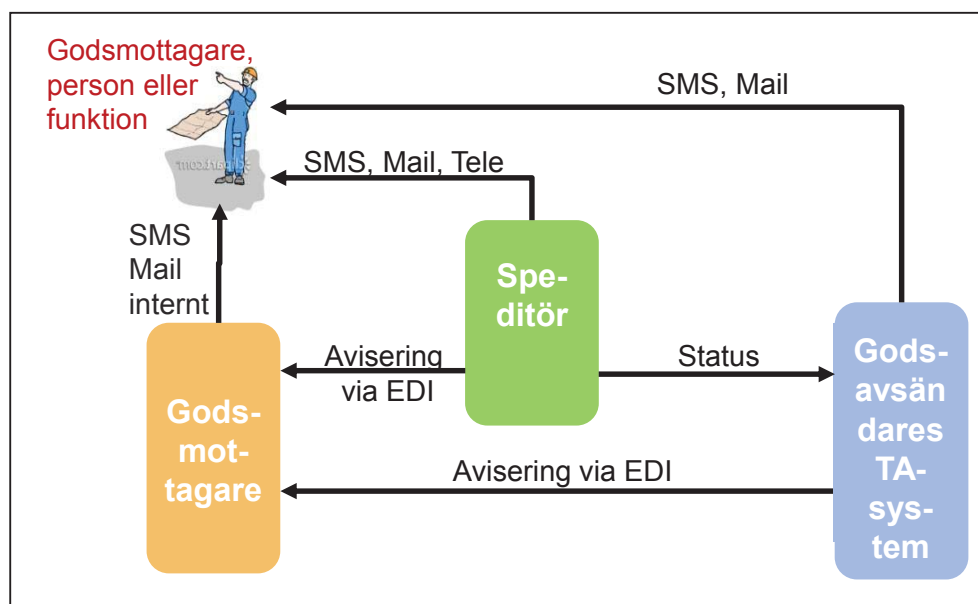 Godsmottagare,
person eller
funktion
SMS, Mail
SMS, Mail, Tele
SMS
Mail
internt
Spe-
ditör
Avisering
via EDI
Status
Gods-
mot-
tagare
Gods-
avsän
dares
TA-
sys-
tem
Avisering via EDI